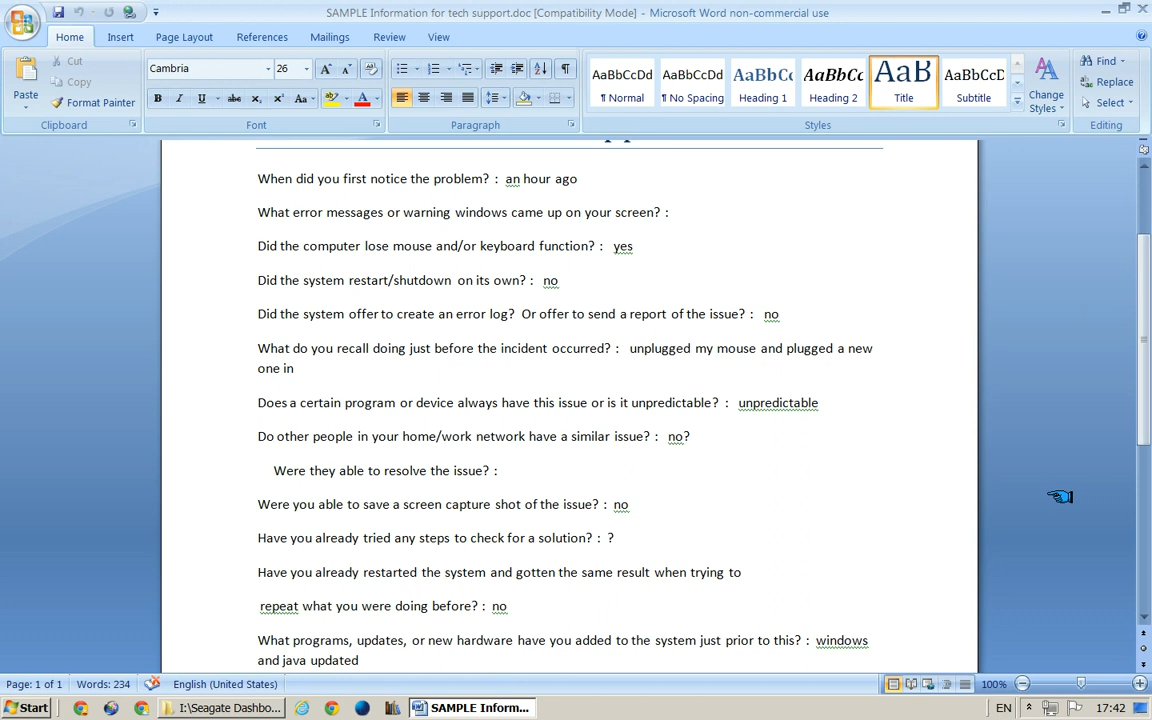 SAMPLE Information for tech support.doc [Compatibility Mode] - Microsoft Word non-commercial use
Home Insert Page Layout References Mailings Review View
Paste
Cut
Copy
Format Painter
Clipboard
Cambria 26
B I U abc X₂ X² Aa
Font
Paragraph
AaBbCcDd AaBbCcDd AaBbCc AaBbCc AaB AaBbCcD
¶ Normal ¶ No Spacing Heading 1 Heading 2 Title Subtitle
Change Styles
Styles
Find
Replace
Select
Editing
When did you first notice the problem? : an hour ago
What error messages or warning windows came up on your screen? :
Did the computer lose mouse and/or keyboard function? : yes
Did the system restart/shutdown on its own? : no
Did the system offer to create an error log? Or offer to send a report of the issue? : no
What do you recall doing just before the incident occurred? : unplugged my mouse and plugged a new
one in
Does a certain program or device always have this issue or is it unpredictable? : unpredictable
Do other people in your home/work network have a similar issue? : no?
Were they able to resolve the issue? :
Were you able to save a screen capture shot of the issue? : no
Have you already tried any steps to check for a solution? : ?
Have you already restarted the system and gotten the same result when trying to
repeat what you were doing before? : no
What programs, updates, or new hardware have you added to the system just prior to this? : windows
and java updated
Page: 1 of 1 Words: 234 English (United States) 100%
Start I:\Seagate Dashbo... SAMPLE Inform... EN 17:42